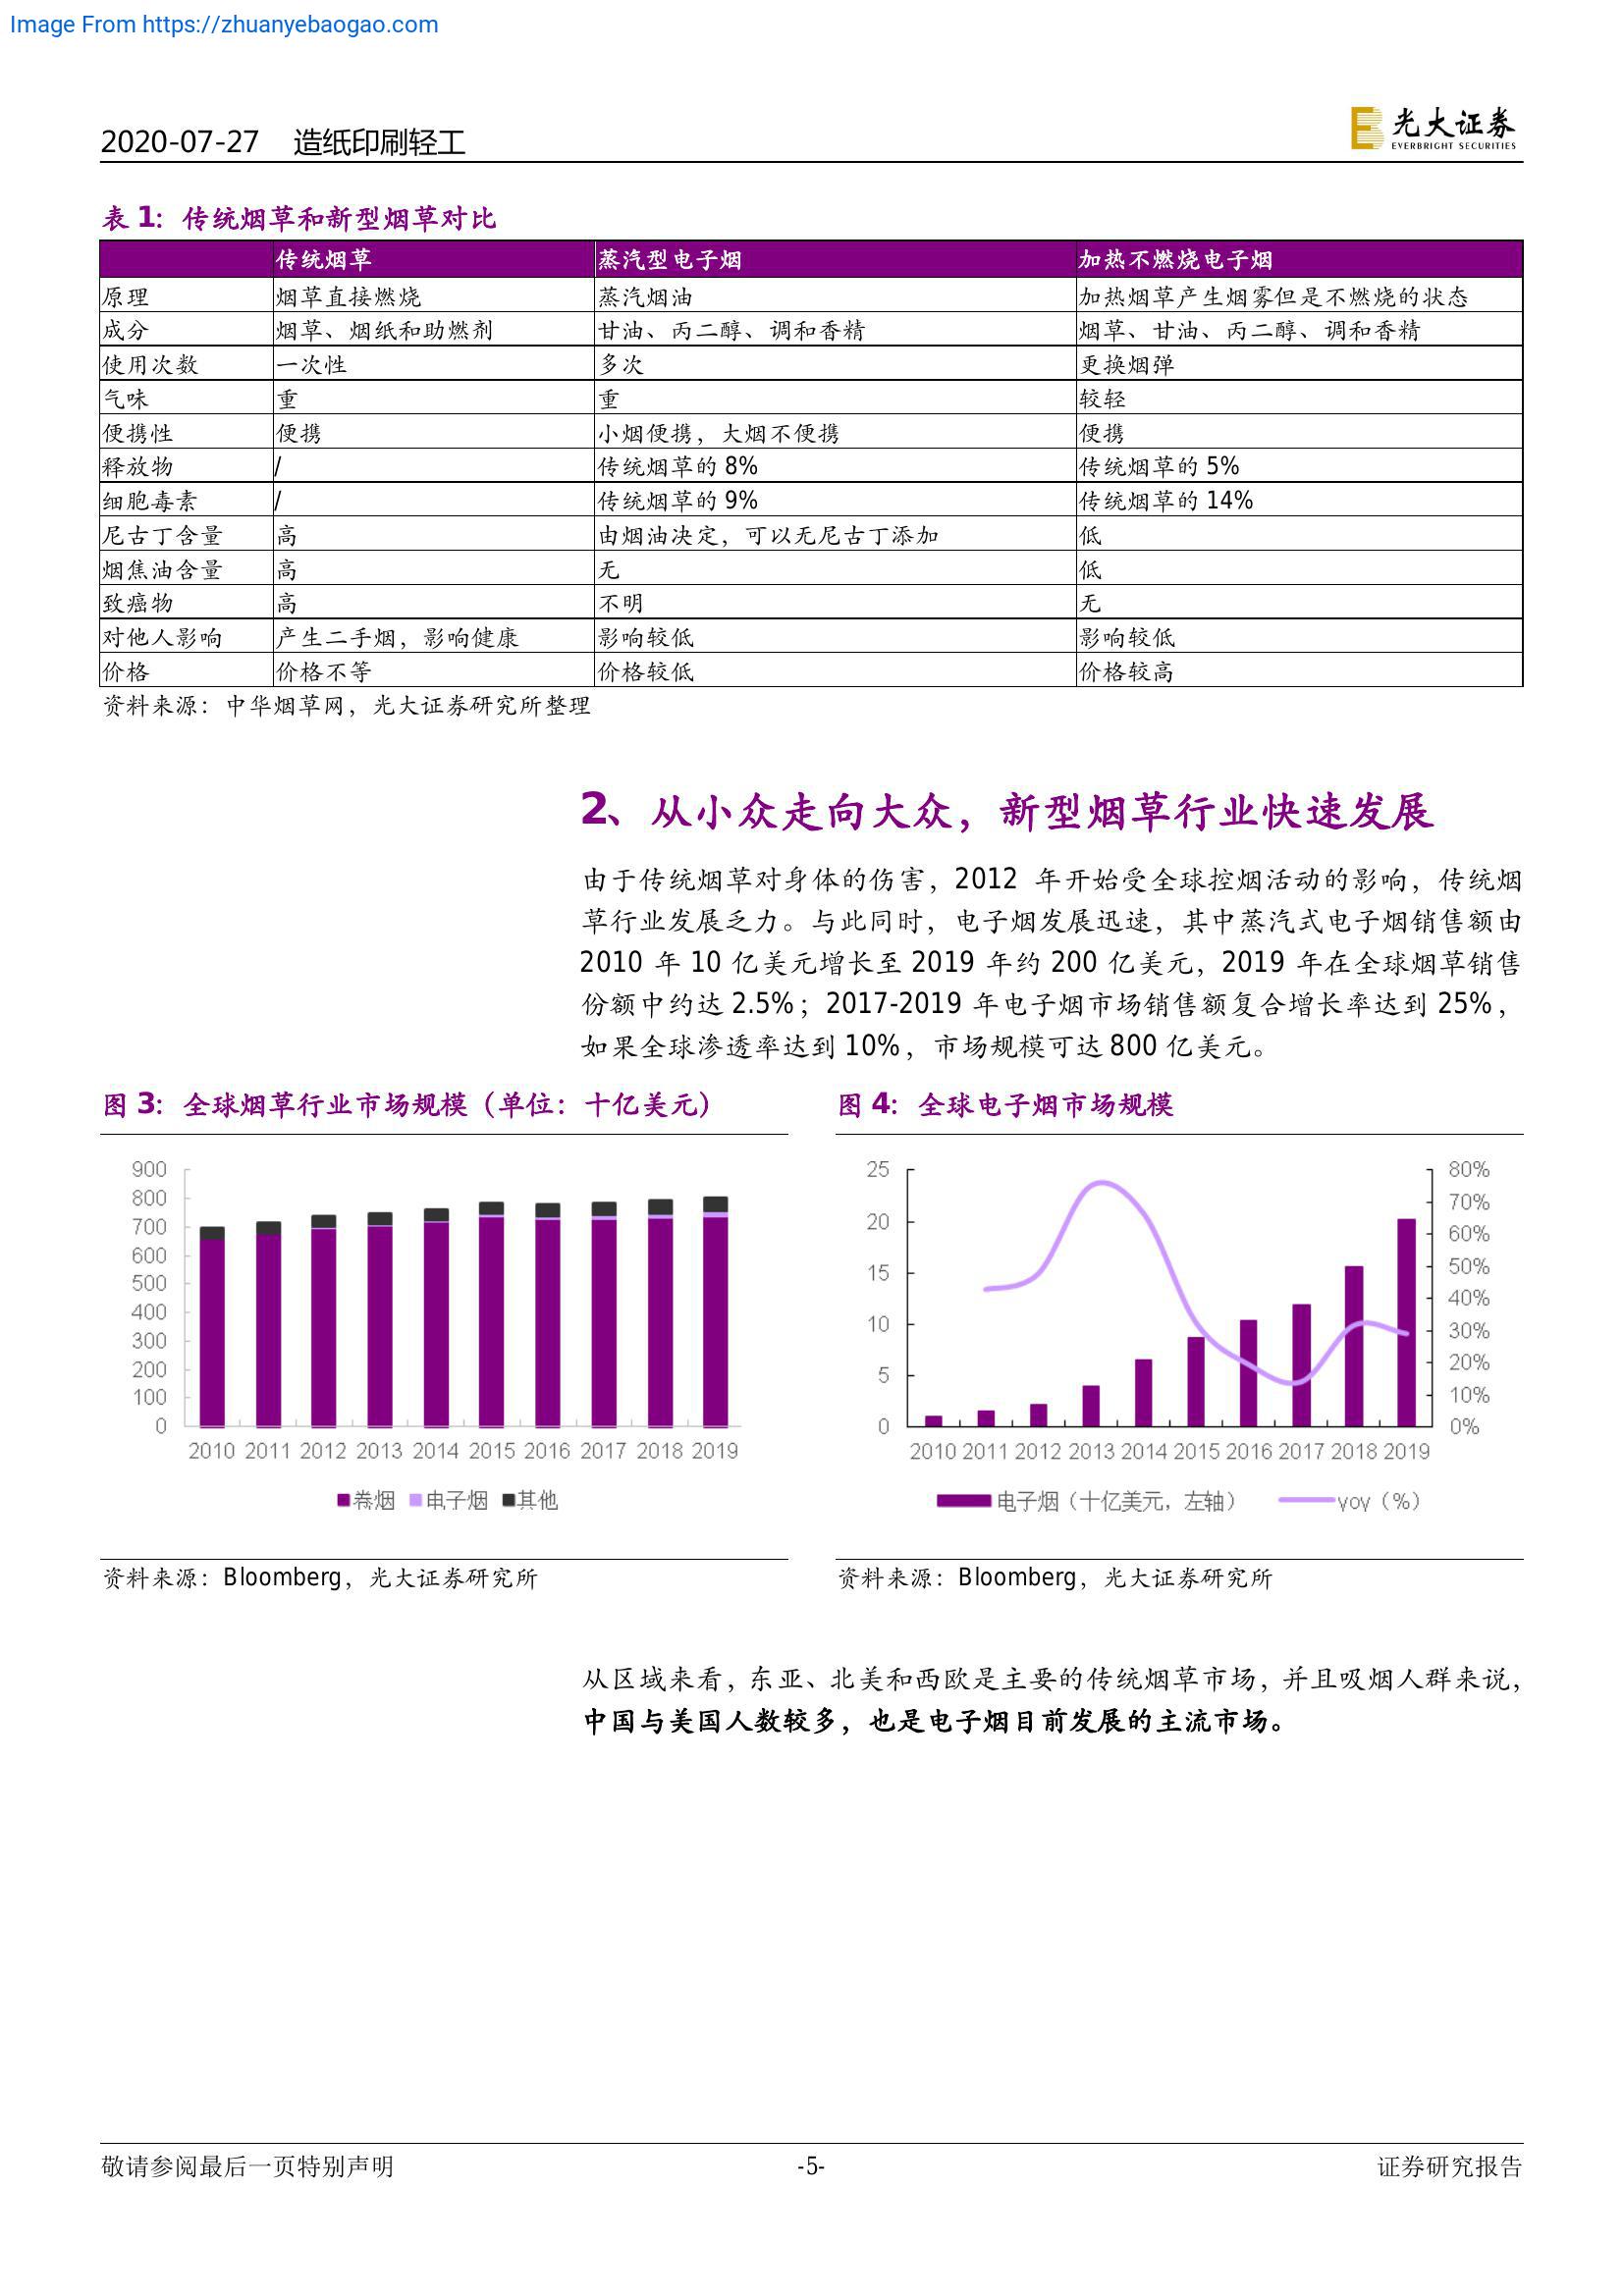 Image From https://zhuanyebaogao.com
2020-07-27 造纸印刷轻工
光大证券
EVERBRIGHT SECURITIES
表 1：传统烟草和新型烟草对比
传统烟草 蒸汽型电子烟 加热不燃烧电子烟
原理 烟草直接燃烧 蒸汽烟油 加热烟草产生烟雾但是不燃烧的状态
成分 烟草、烟纸和助燃剂 甘油、丙二醇、调和香精 烟草、甘油、丙二醇、调和香精
使用次数 一次性 多次 更换烟弹
气味 重 重 较轻
便携性 便携 小烟便携，大烟不便携 便携
释放物 / 传统烟草的 8% 传统烟草的 5%
细胞毒素 / 传统烟草的 9% 传统烟草的 14%
尼古丁含量 高 由烟油决定，可以无尼古丁添加 低
烟焦油含量 高 无 低
致癌物 高 不明 无
对他人影响 产生二手烟，影响健康 影响较低 影响较低
价格 价格不等 价格较低 价格较高
资料来源：中华烟草网，光大证券研究所整理
2、从小众走向大众，新型烟草行业快速发展
由于传统烟草对身体的伤害，2012 年开始受全球控烟活动的影响，传统烟
草行业发展乏力。与此同时，电子烟发展迅速，其中蒸汽式电子烟销售额由
2010 年 10 亿美元增长至 2019 年约 200 亿美元，2019 年在全球烟草销售
份额中约达 2.5%；2017-2019 年电子烟市场销售额复合增长率达到 25%，
如果全球渗透率达到 10%，市场规模可达 800 亿美元。
图 3：全球烟草行业市场规模（单位：十亿美元）
900
800
700
600
500
400
300
200
100
0
2010 2011 2012 2013 2014 2015 2016 2017 2018 2019
卷烟 电子烟 其他
资料来源：Bloomberg，光大证券研究所
图 4：全球电子烟市场规模
25
20
15
10
5
0
80%
70%
60%
50%
40%
30%
20%
10%
0%
2010 2011 2012 2013 2014 2015 2016 2017 2018 2019
电子烟（十亿美元，左轴） yoy（%）
资料来源：Bloomberg，光大证券研究所
从区域来看，东亚、北美和西欧是主要的传统烟草市场，并且吸烟人群来说，
中国与美国人数较多，也是电子烟目前发展的主流市场。
敬请参阅最后一页特别声明 -5- 证券研究报告